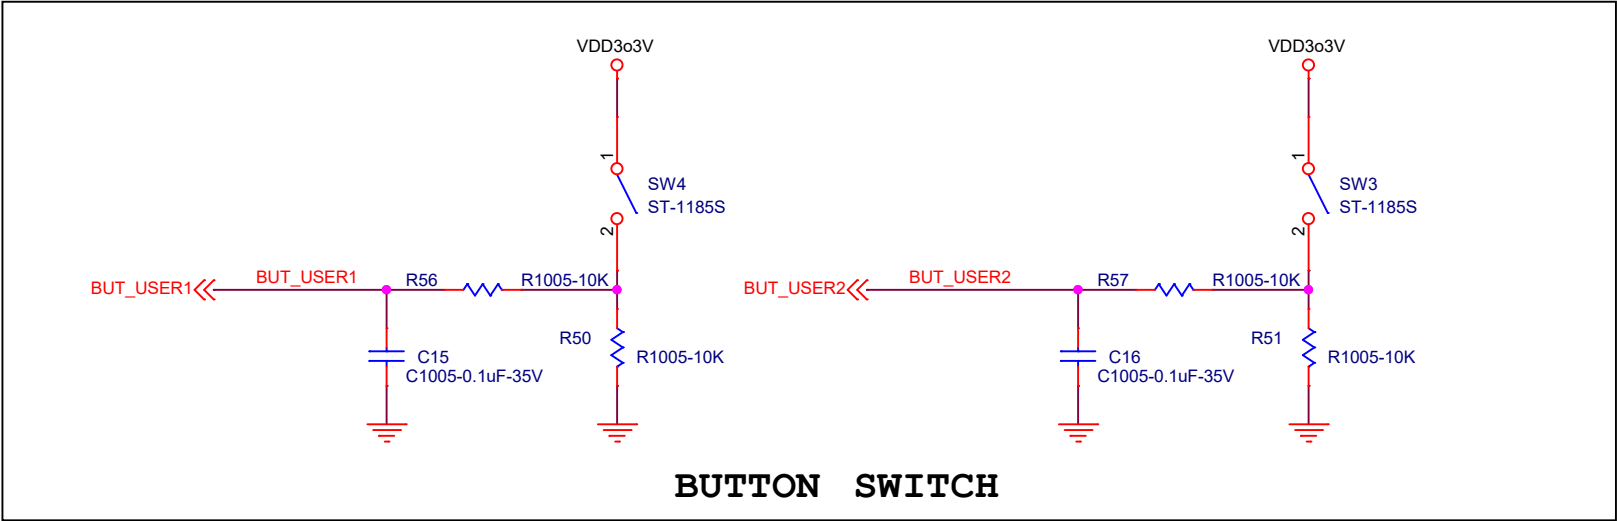 VDD3o3V
VDD3o3V
1
1
SW4
ST-1185S
SW3
ST-1185S
2
2
BUT_USER1
BUT_USER1
R56
R1005-10K
BUT_USER2
BUT_USER2
R57
R1005-10K
R50
R1005-10K
R51
R1005-10K
C15
C1005-0.1uF-35V
C16
C1005-0.1uF-35V
BUTTON SWITCH